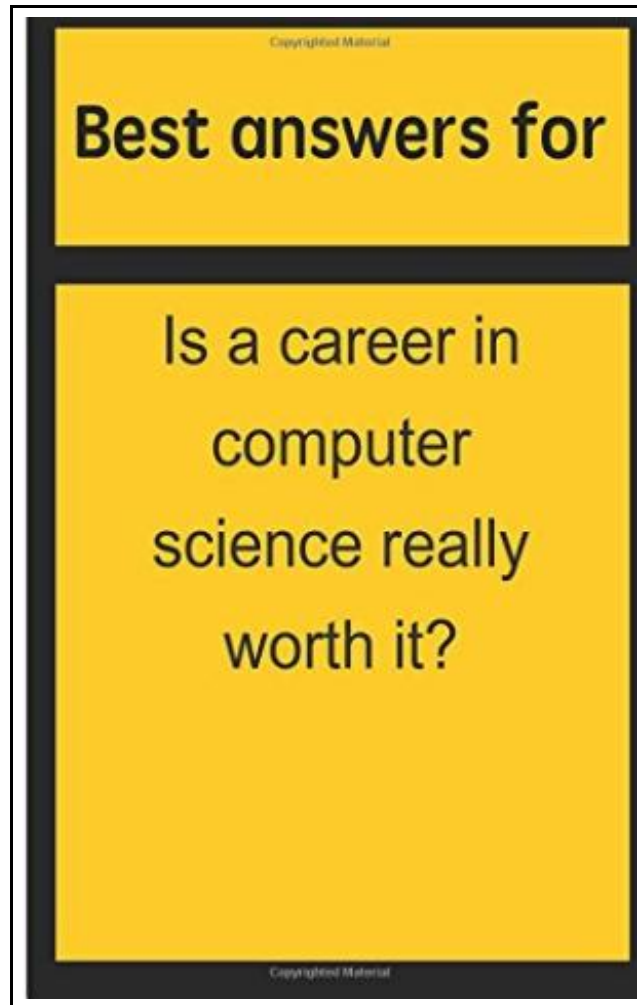 Copyrighted Material
Best answers for
Is a career in
computer
science really
worth it?
Copyrighted Material